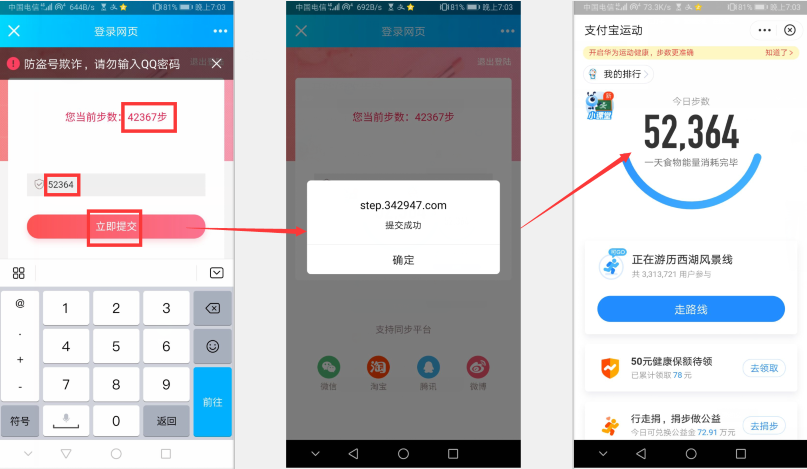 中国电信 644B/s 81% 晚上7:03
登录网页
防盗号欺诈，请勿输入QQ密码
退出登陆
您当前步数：42367步
52364
立即提交
@ 1 2 3
. 4 5 6
+ 7 8 9
- 前往
符号 0 返回
中国电信 692B/s 81% 晚上7:03
登录网页
退出登陆
您当前步数：42367步
step.342947.com
提交成功
确定
支持同步平台
淘
微信 淘宝 腾讯 微博
中国电信 73.3K/s 81% 晚上7:03
支付宝运动
开启华为运动健康，步数更准确 知道了>
我的排行>
小课堂
今日步数
52,364
一天食物能量消耗完毕
正在游历西湖风景线
共 3,313,721 用户参与
走路线
50元健康保额待领
已累计领取 78 元
去领取
行走捐，捐步做公益
今日可兑换公益金 72.91 万元
去捐步